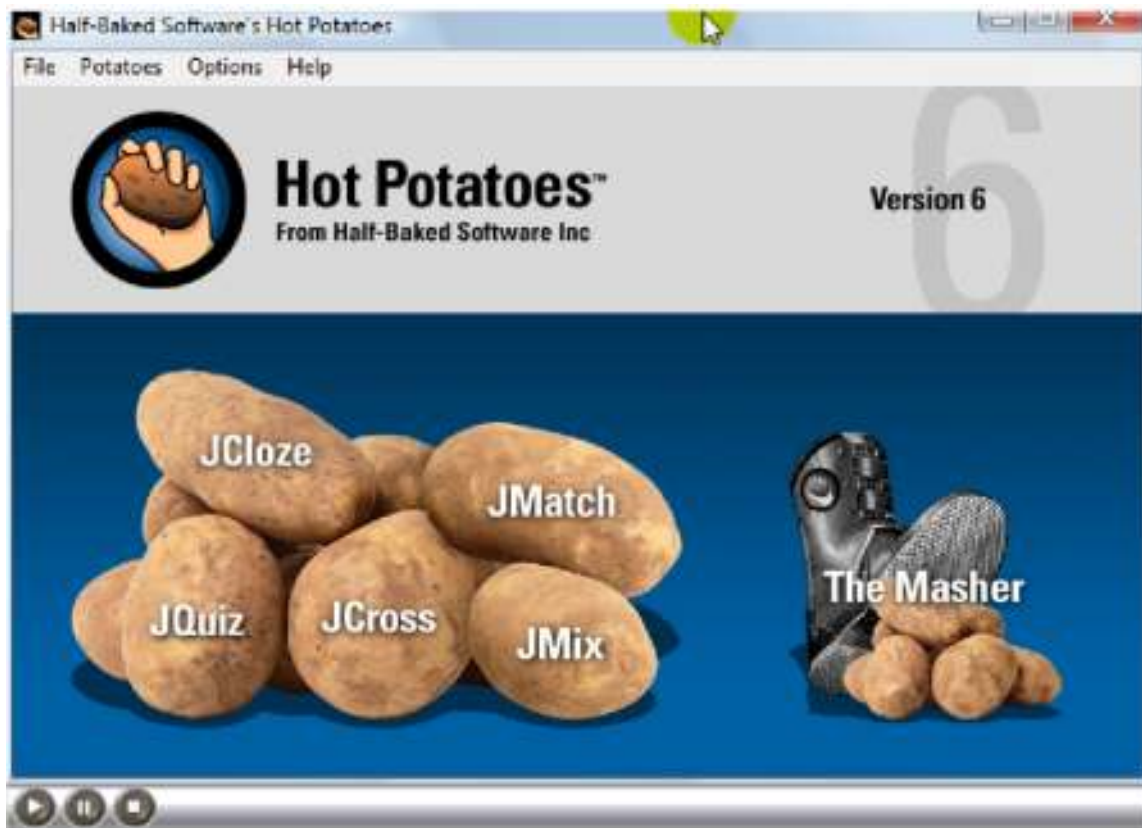 Half-Baked Software's Hot Potatoes
File Potatoes Options Help
Hot Potatoes™
From Half-Baked Software Inc
6
Version 6
JCloze
JMatch
JQuiz
JCross
JMix
The Masher